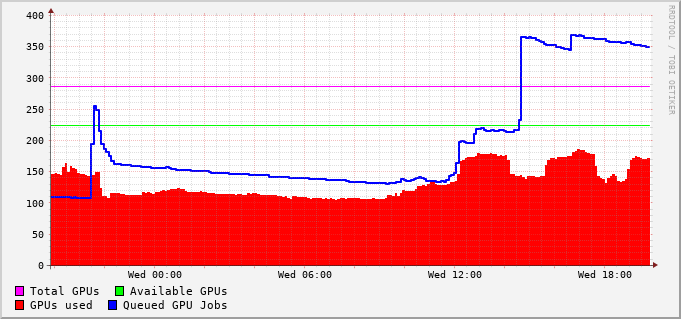 400
350
300
250
200
150
100
50
0
Wed 00:00 Wed 06:00 Wed 12:00 Wed 18:00
Total GPUs Available GPUs
GPUs used Queued GPU Jobs
RRDTOOL / TOBI OETIKER